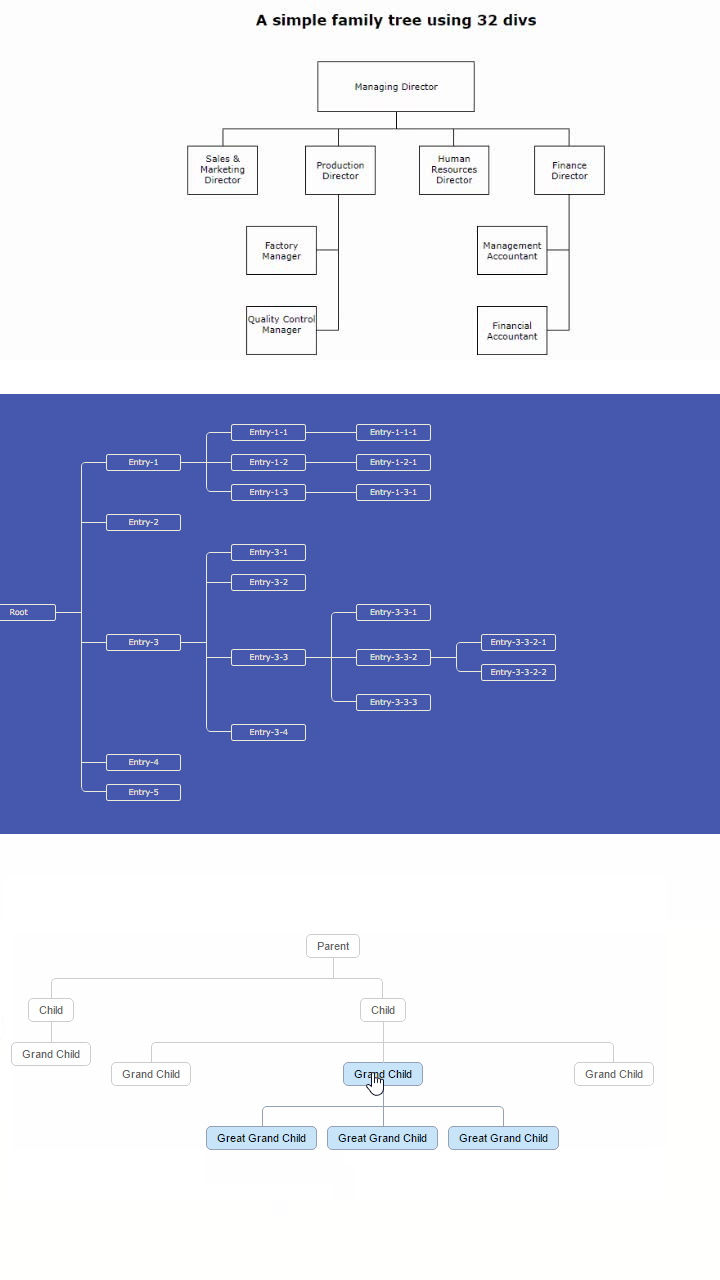 A simple family tree using 32 divs
Managing Director
Sales &
Marketing
Director
Production
Director
Human
Resources
Director
Finance
Director
Factory
Manager
Management
Accountant
Quality Control
Manager
Financial
Accountant
Entry-1-1
Entry-1-1-1
Entry-1
Entry-1-2
Entry-1-2-1
Entry-1-3
Entry-1-3-1
Entry-2
Entry-3-1
Entry-3-2
Root
Entry-3-3-1
Entry-3
Entry-3-3
Entry-3-3-2
Entry-3-3-2-1
Entry-3-3-2-2
Entry-3-3-3
Entry-3-4
Entry-4
Entry-5
Parent
Child
Child
Grand Child
Grand Child
Grand Child
Grand Child
Great Grand Child
Great Grand Child
Great Grand Child